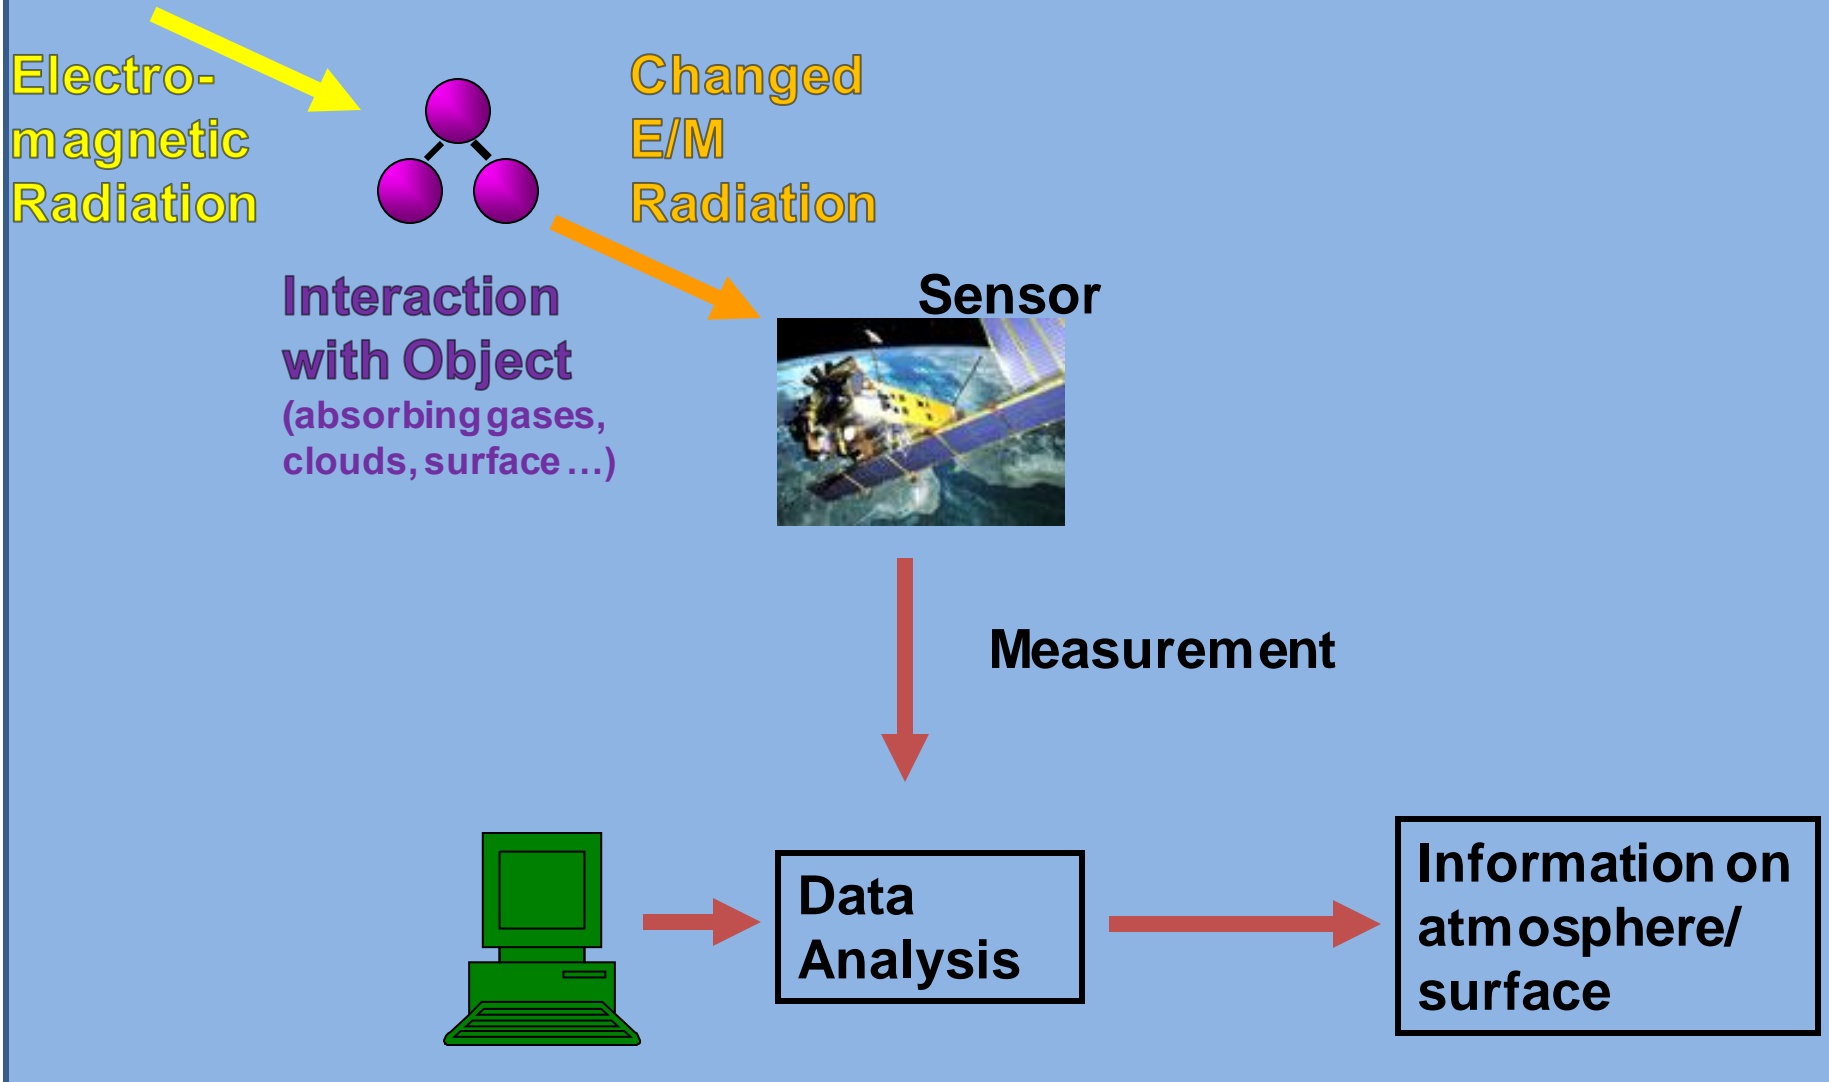 Electro-
magnetic
Radiation
Changed
E/M
Radiation
Interaction
with Object
(absorbing gases,
clouds, surface …)
Sensor
Measurement
Data
Analysis
Information on
atmosphere/
surface